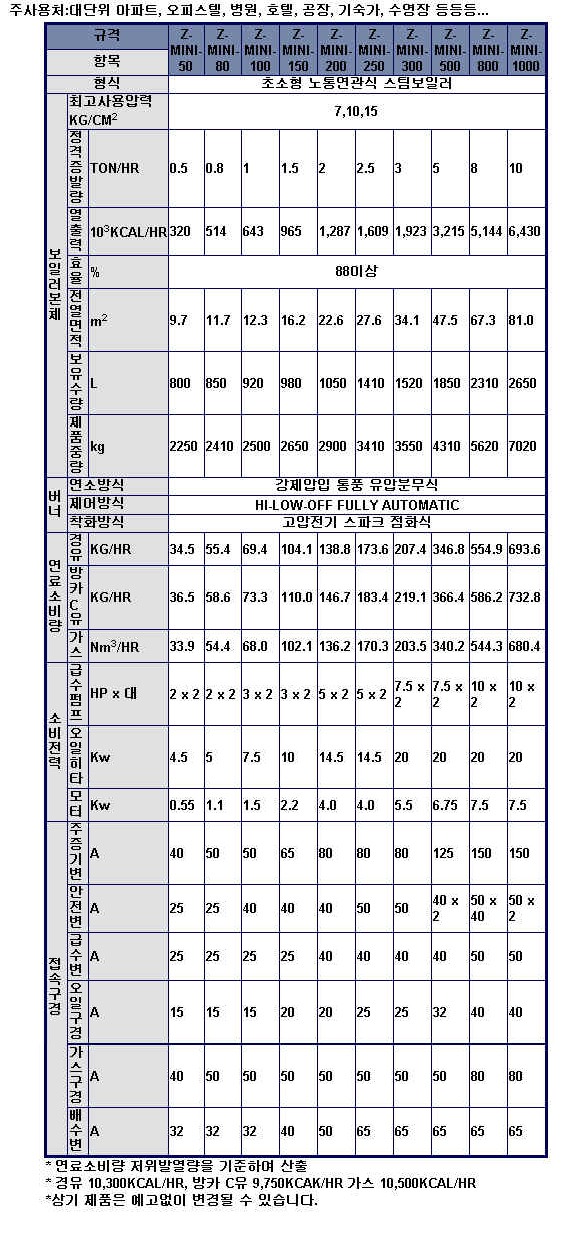 주사용처:대단위 아파트, 오피스텔, 병원, 호텔, 공장, 기숙가, 수영장 등등등...
규격 Z-MINI-50 Z-MINI-80 Z-MINI-100 Z-MINI-150 Z-MINI-200 Z-MINI-250 Z-MINI-300 Z-MINI-500 Z-MINI-800 Z-MINI-1000
항목
형식 초소형 노통연관식 스팀보일러
보일러본체
최고사용압력 KG/CM² 7,10,15
정격증발량 TON/HR 0.5 0.8 1 1.5 2 2.5 3 5 8 10
열출력 10³KCAL/HR 320 514 643 965 1,287 1,609 1,923 3,215 5,144 6,430
효율 % 88이상
전열면적 m² 9.7 11.7 12.3 16.2 22.6 27.6 34.1 47.5 67.3 81.0
보유수량 L 800 850 920 980 1050 1410 1520 1850 2310 2650
제품중량 kg 2250 2410 2500 2650 2900 3410 3550 4310 5620 7020
버너
연소방식 강제압입 통풍 유압분무식
제어방식 HI-LOW-OFF FULLY AUTOMATIC
착화방식 고압전기 스파크 점화식
연료소비량
경유 KG/HR 34.5 55.4 69.4 104.1 138.8 173.6 207.4 346.8 554.9 693.6
방카C유 KG/HR 36.5 58.6 73.3 110.0 146.7 183.4 219.1 366.4 586.2 732.8
가스 Nm³/HR 33.9 54.4 68.0 102.1 136.2 170.3 203.5 340.2 544.3 680.4
소비전력
급수펌프 HP x 대 2 x 2 2 x 2 3 x 2 3 x 2 5 x 2 5 x 2 7.5 x 2 7.5 x 2 10 x 2 10 x 2
오일히타 Kw 4.5 5 7.5 10 14.5 14.5 20 20 20 20
모터 Kw 0.55 1.1 1.5 2.2 4.0 4.0 5.5 6.75 7.5 7.5
접속구경
주증기변 A 40 50 50 65 80 80 80 125 150 150
안전변 A 25 25 40 40 40 50 50 40 x 2 50 x 40 50 x 2
급수변 A 25 25 25 25 40 40 40 40 50 50
오일구경 A 15 15 15 20 20 25 25 32 40 40
가스구경 A 40 50 50 50 50 50 50 50 80 80
배수변 A 32 32 32 40 50 65 65 65 65 65
* 연료소비량 저위발열량을 기준하여 산출
* 경유 10,300KCAL/HR, 방카 C유 9,750KCAK/HR 가스 10,500KCAL/HR
*상기 제품은 예고없이 변경될 수 있습니다.